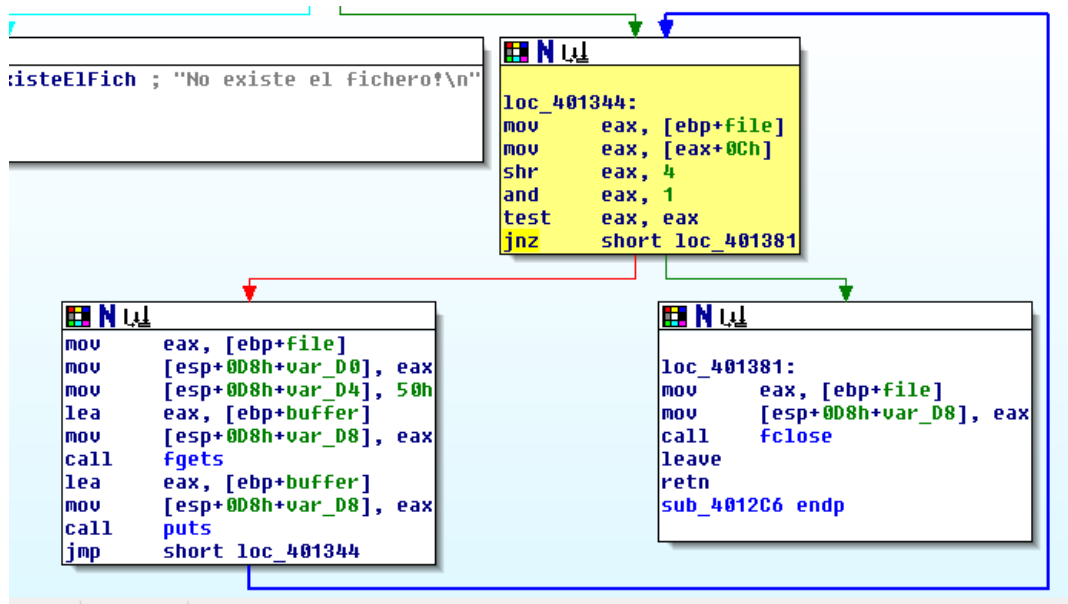 ; "No existe el fichero!\n"
loc_401344:
mov eax, [ebp+file]
mov eax, [eax+0Ch]
shr eax, 4
and eax, 1
test eax, eax
jnz short loc_401381
mov eax, [ebp+file]
mov [esp+0D8h+var_D0], eax
mov [esp+0D8h+var_D4], 50h
lea eax, [ebp+buffer]
mov [esp+0D8h+var_D8], eax
call fgets
lea eax, [ebp+buffer]
mov [esp+0D8h+var_D8], eax
call puts
jmp short loc_401344
loc_401381:
mov eax, [ebp+file]
mov [esp+0D8h+var_D8], eax
call fclose
leave
retn
sub_4012C6 endp